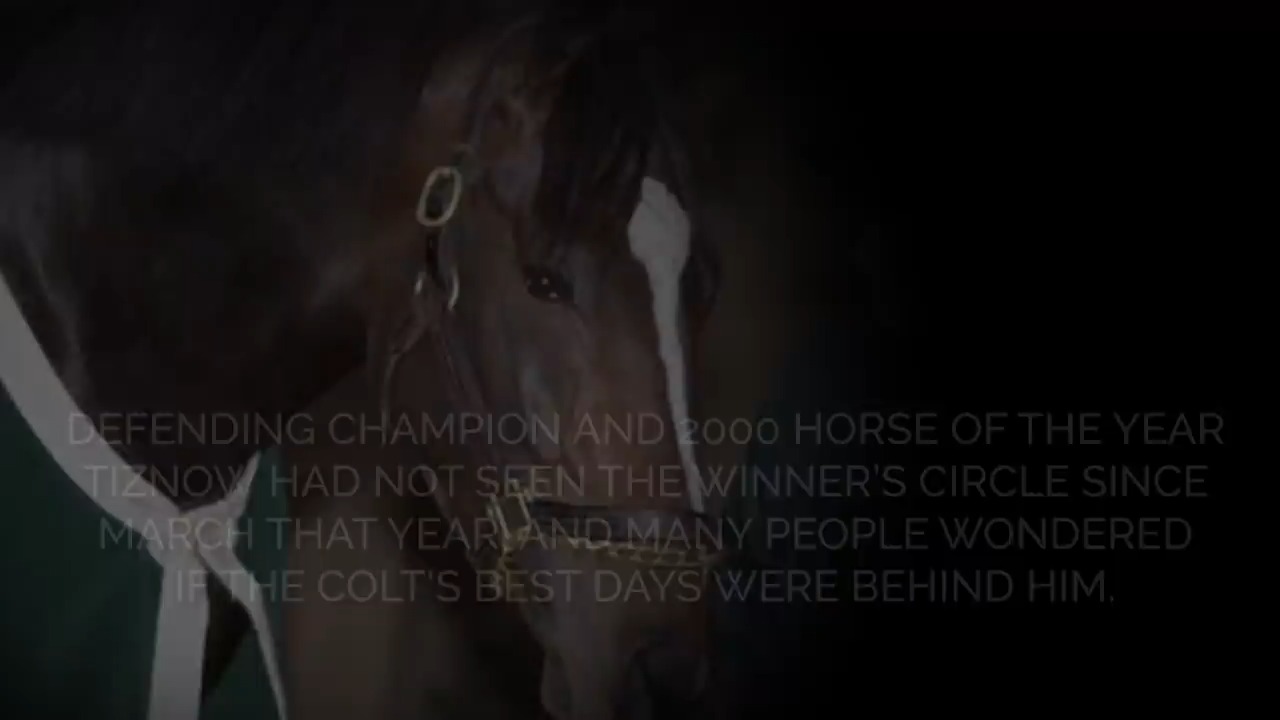 DEFENDING CHAMPION AND 2000 HORSE OF THE YEAR
TIZNOW HAD NOT SEEN THE WINNER'S CIRCLE SINCE
MARCH THAT YEAR AND MANY PEOPLE WONDERED
IF THE COLT'S BEST DAYS WERE BEHIND HIM.